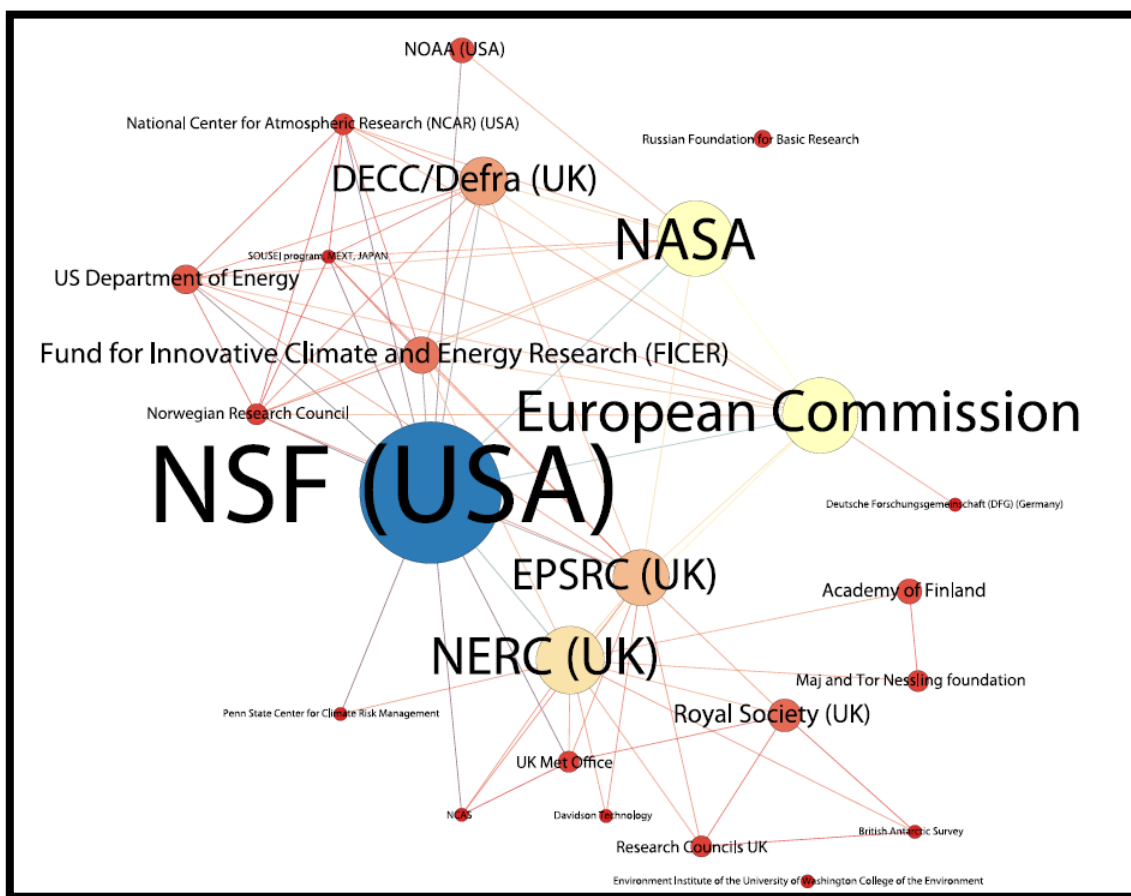 NOAA (USA)
National Center for Atmospheric Research (NCAR) (USA)
Russian Foundation for Basic Research
DECC/Defra (UK)
NASA
SOUSEI program, MEXT, JAPAN
US Department of Energy
Fund for Innovative Climate and Energy Research (FICER)
Norwegian Research Council
European Commission
NSF (USA)
Deutsche Forschungsgemeinschaft (DFG) (Germany)
EPSRC (UK)
Academy of Finland
NERC (UK)
Maj and Tor Nessling foundation
Penn State Center for Climate Risk Management
Royal Society (UK)
UK Met Office
NCAS
Davidson Technology
British Antarctic Survey
Research Councils UK
Environment Institute of the University of Washington College of the Environment